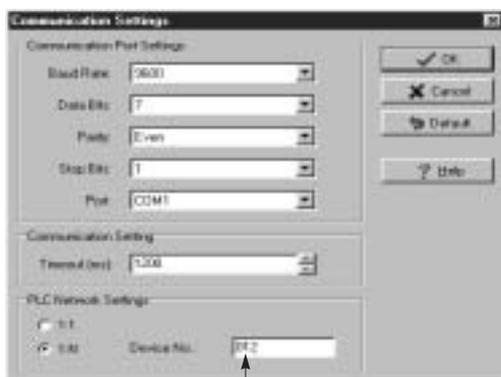 Communication Settings
Communication Port Settings
Baud Rate: 9600
Data Bits: 7
Parity: Even
Stop Bits: 1
Port: COM1
Communication Setting
Timeout (ms): 1200
PLC Network Settings
1:1
1:N Device No.: 012
OK
Cancel
Default
? Help